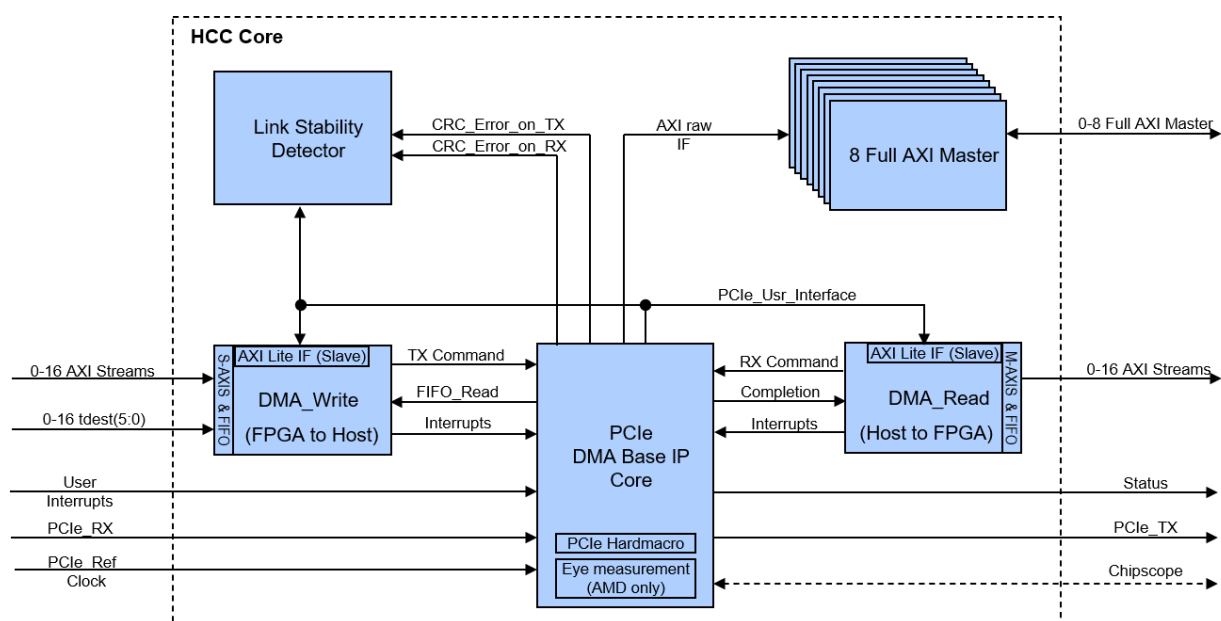 HCC Core
Link Stability
Detector
CRC_Error_on_TX
CRC_Error_on_RX
AXI raw
IF
8 Full AXI Master
0-8 Full AXI Master
PCIe_Usr_Interface
S-AXIS & FIFO
AXI Lite IF (Slave)
DMA_Write
(FPGA to Host)
0-16 AXI Streams
0-16 tdest(5:0)
TX Command
FIFO_Read
Interrupts
PCIe
DMA Base IP
Core
PCIe Hardmacro
Eye measurement
(AMD only)
RX Command
Completion
Interrupts
AXI Lite IF (Slave)
DMA_Read
(Host to FPGA)
M-AXIS & FIFO
0-16 AXI Streams
User
Interrupts
PCIe_RX
PCIe_Ref
Clock
Status
PCIe_TX
Chipscope